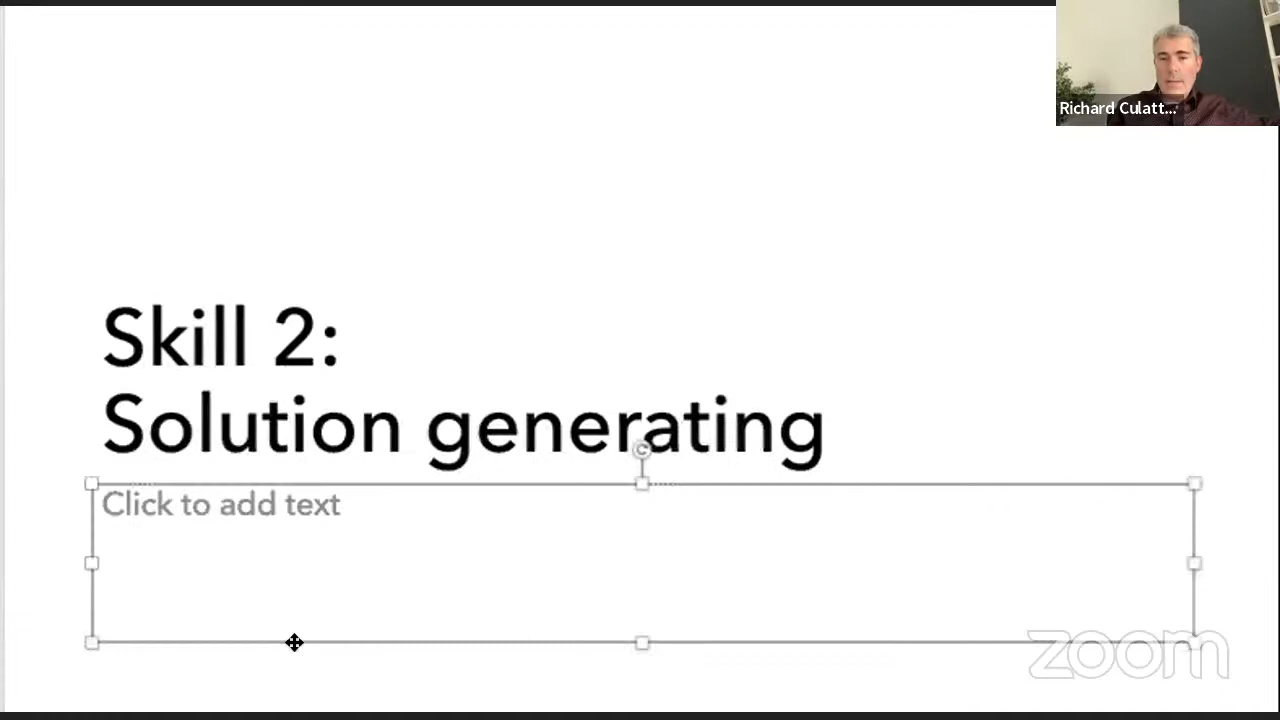 Richard Culatt...
Skill 2:
Solution generating
Click to add text
zoom